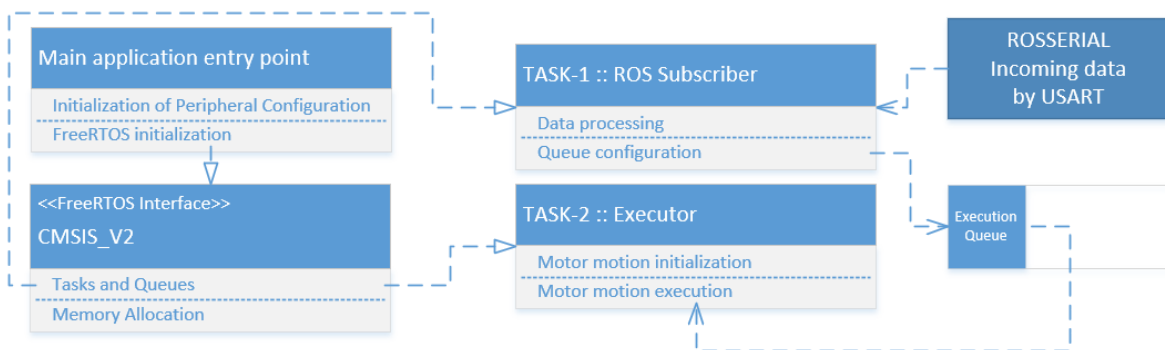 Main application entry point
Initialization of Peripheral Configuration
FreeRTOS initialization
<<FreeRTOS Interface>>
CMSIS_V2
Tasks and Queues
Memory Allocation
TASK-1 :: ROS Subscriber
Data processing
Queue configuration
TASK-2 :: Executor
Motor motion initialization
Motor motion execution
ROSSERIAL
Incoming data
by USART
Execution
Queue